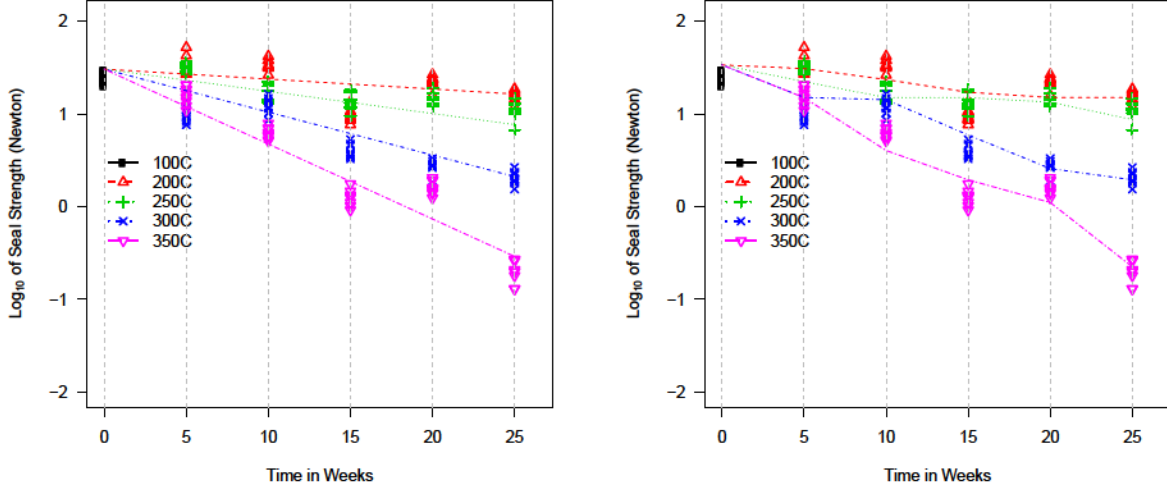 2
1
0
−1
−2
Log10 of Seal Strength (Newton)
100C
200C
250C
300C
350C
0 5 10 15 20 25
Time in Weeks
2
1
0
−1
−2
Log10 of Seal Strength (Newton)
100C
200C
250C
300C
350C
0 5 10 15 20 25
Time in Weeks